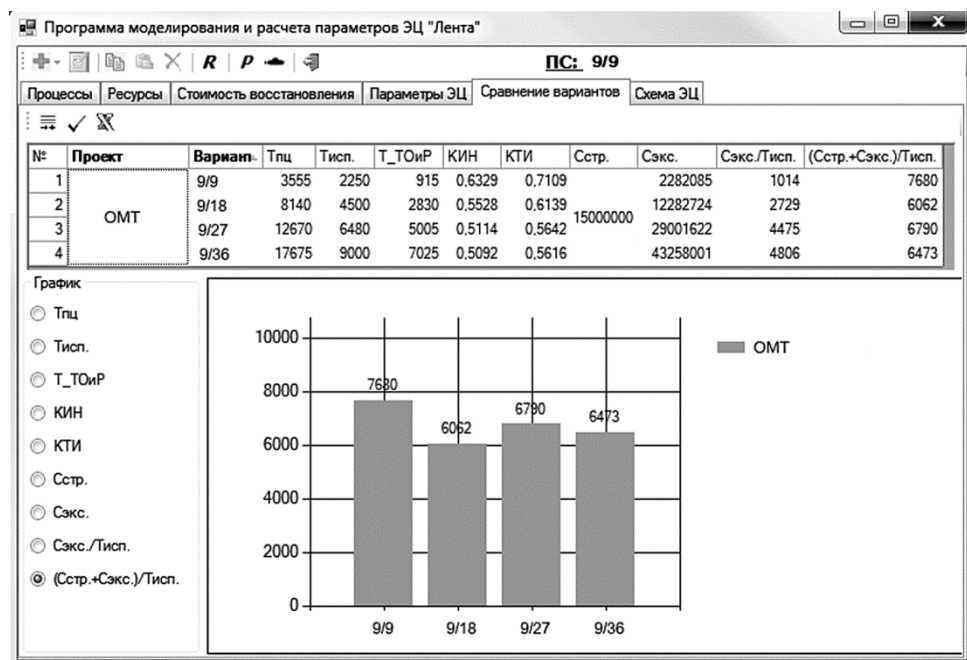 Программа моделирования и расчета параметров ЭЦ "Лента"
R P ПС: 9/9
Процессы Ресурсы Стоимость восстановления Параметры ЭЦ Сравнение вариантов Схема ЭЦ
№ Проект Вариан Тпц Тисп. Т_ТОиР КИН КТИ Сстр. Сэкс. Сэкс./Тисп. (Сстр.+Сэкс.)/Тисп.
1 ОМТ 9/9 3555 2250 915 0,6329 0,7109 15000000 2282085 1014 7680
2 9/18 8140 4500 2830 0,5528 0,6139 12282724 2729 6062
3 9/27 12670 6480 5005 0,5114 0,5642 29001622 4475 6790
4 9/36 17675 9000 7025 0,5092 0,5616 43258001 4806 6473
График
Тпц
Тисп.
Т_ТОиР
КИН
КТИ
Сстр.
Сэкс.
Сэкс./Тисп.
(Сстр.+Сэкс.)/Тисп.
10000
8000
6000
4000
2000
0
7680
6062
6790
6473
9/9 9/18 9/27 9/36
ОМТ